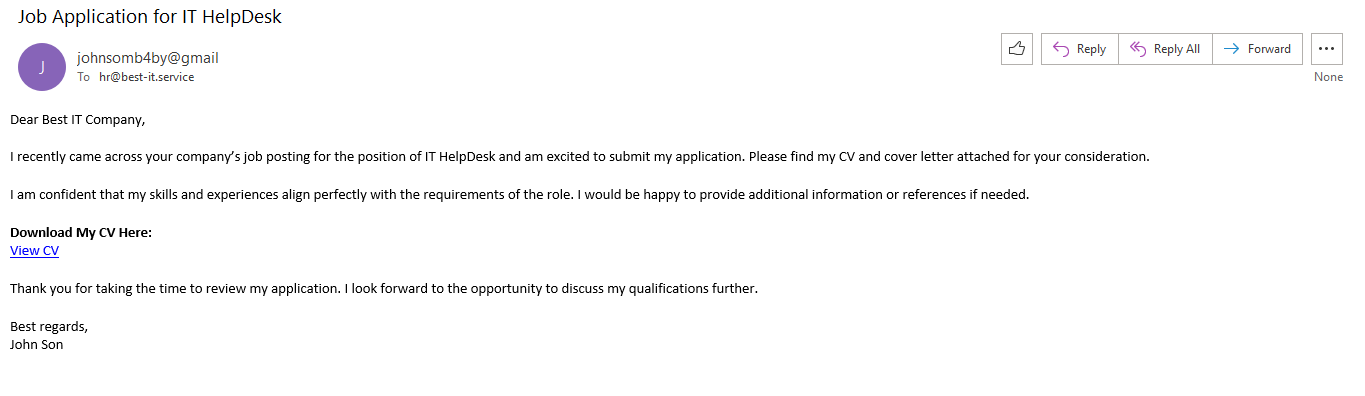 Job Application for IT HelpDesk
J
johnsomb4by@gmail
To hr@best-it.service
Reply
Reply All
Forward
None
Dear Best IT Company,
I recently came across your company’s job posting for the position of IT HelpDesk and am excited to submit my application. Please find my CV and cover letter attached for your consideration.
I am confident that my skills and experiences align perfectly with the requirements of the role. I would be happy to provide additional information or references if needed.
Download My CV Here:
View CV
Thank you for taking the time to review my application. I look forward to the opportunity to discuss my qualifications further.
Best regards,
John Son